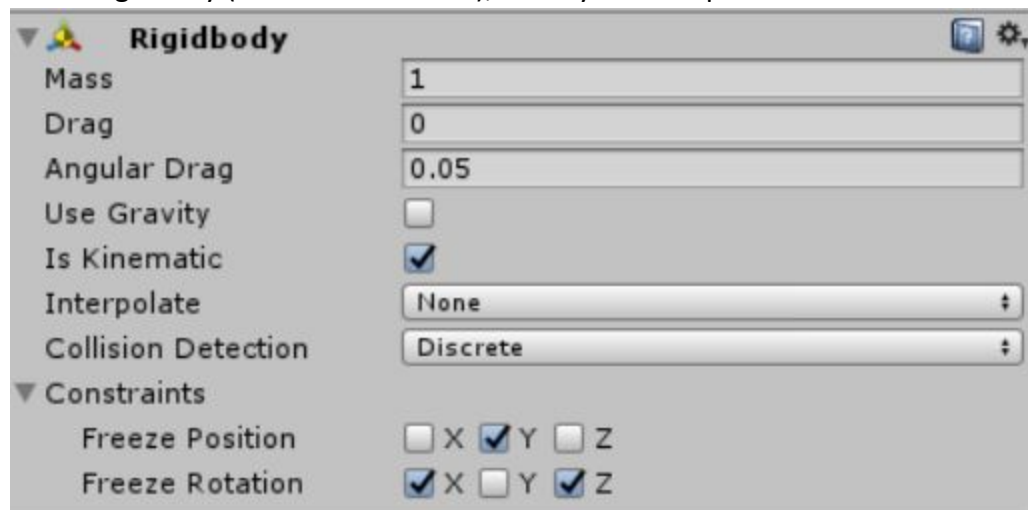 Rigidbody
Mass 1
Drag 0
Angular Drag 0.05
Use Gravity
Is Kinematic
Interpolate None
Collision Detection Discrete
Constraints
Freeze Position X Y Z
Freeze Rotation X Y Z